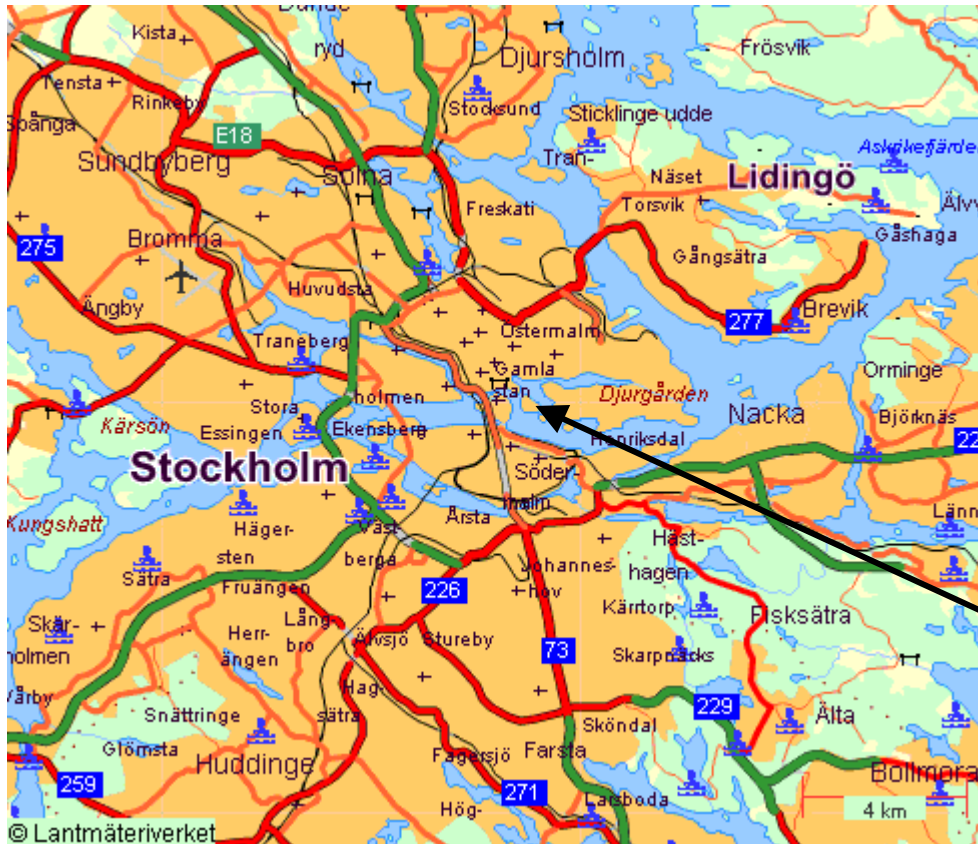 Kista
ryd
Djursholm
Frösvik
Tensta
Rinkeby
Stocksund
Sticklinge udde
Spånga
E18
Sundbyberg
Solna
Tran-
Näset
Lidingö
Torsvik
Freskati
Gåshaga
275
Bromma
Gångsätra
Huvudsta
Ängby
277
Brevik
Östermalm
Traneberg
Gamla
stan
Orminge
holmen
Djurgården
Nacka
Björknäs
Stora
Essingen
Ekensberg
Kärsön
Henriksdal
Stockholm
Söder-
malm
Häger-
sten
Väst-
berga
Årsta
Kungshatt
Häst-
hagen
Johannes-
hov
Sätra
Fruängen
226
Kärrtorp
Fisksätra
Skär-
holmen
Lång-
bro
Herr-
ängen
Älvsjö
Stureby
73
Skarpnäcks
Vårby
Hag-
sätra
Snättringe
229
Älta
Sköndal
Glömsta
Huddinge
Fagersjö
Farsta
Bollmora
259
Hög-
271
Larsboda
4 km
© Lantmäteriverket